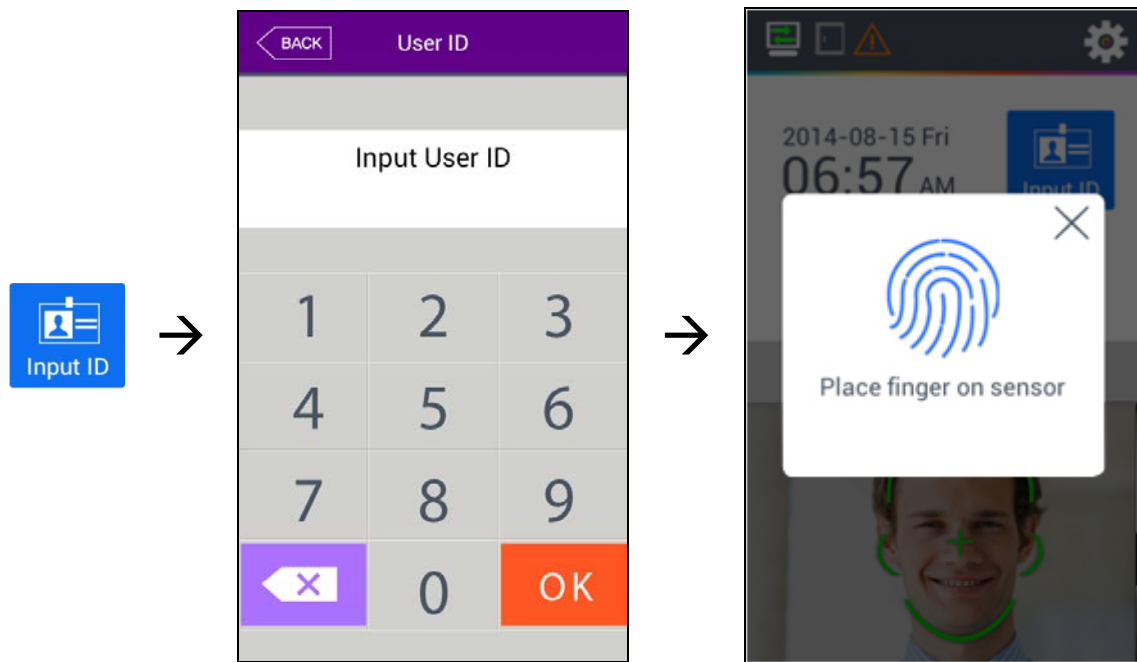 Input ID
BACK User ID
Input User ID
1 2 3
4 5 6
7 8 9
0 OK
2014-08-15 Fri
06:57 AM
Input ID
Place finger on sensor